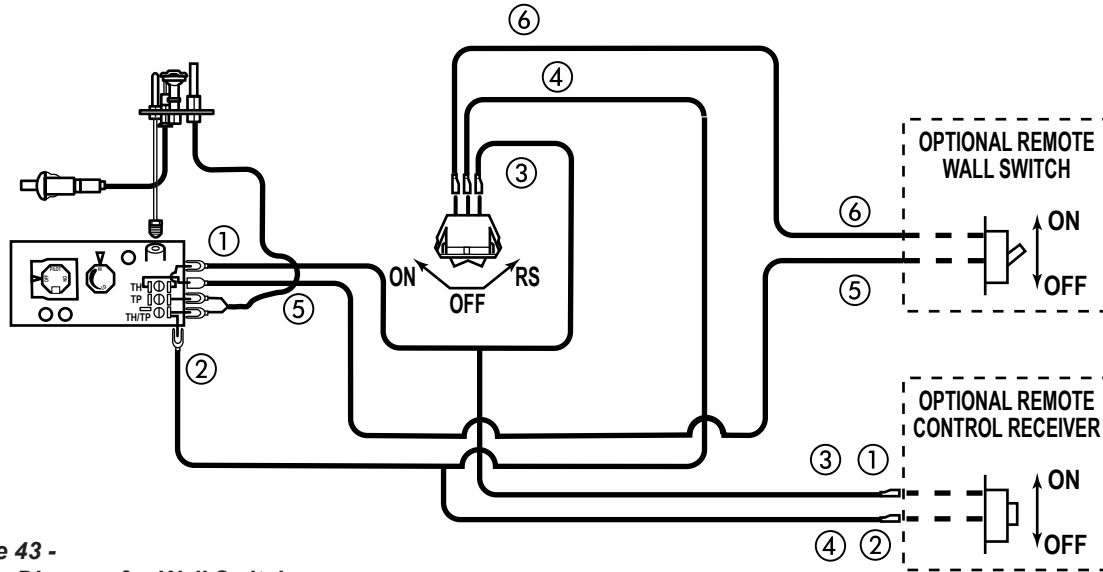 ⑥
④
③
OPTIONAL REMOTE
WALL SWITCH
⑥
ON
OFF
⑤
①
ON
OFF
RS
TH
TP
TH/TP
⑤
②
OPTIONAL REMOTE
CONTROL RECEIVER
③ ①
ON
④ ②
OFF
e 43 -